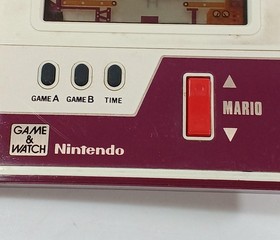 GAME A GAME B TIME
▲
MARIO
▼
GAME
&
WATCH
Nintendo